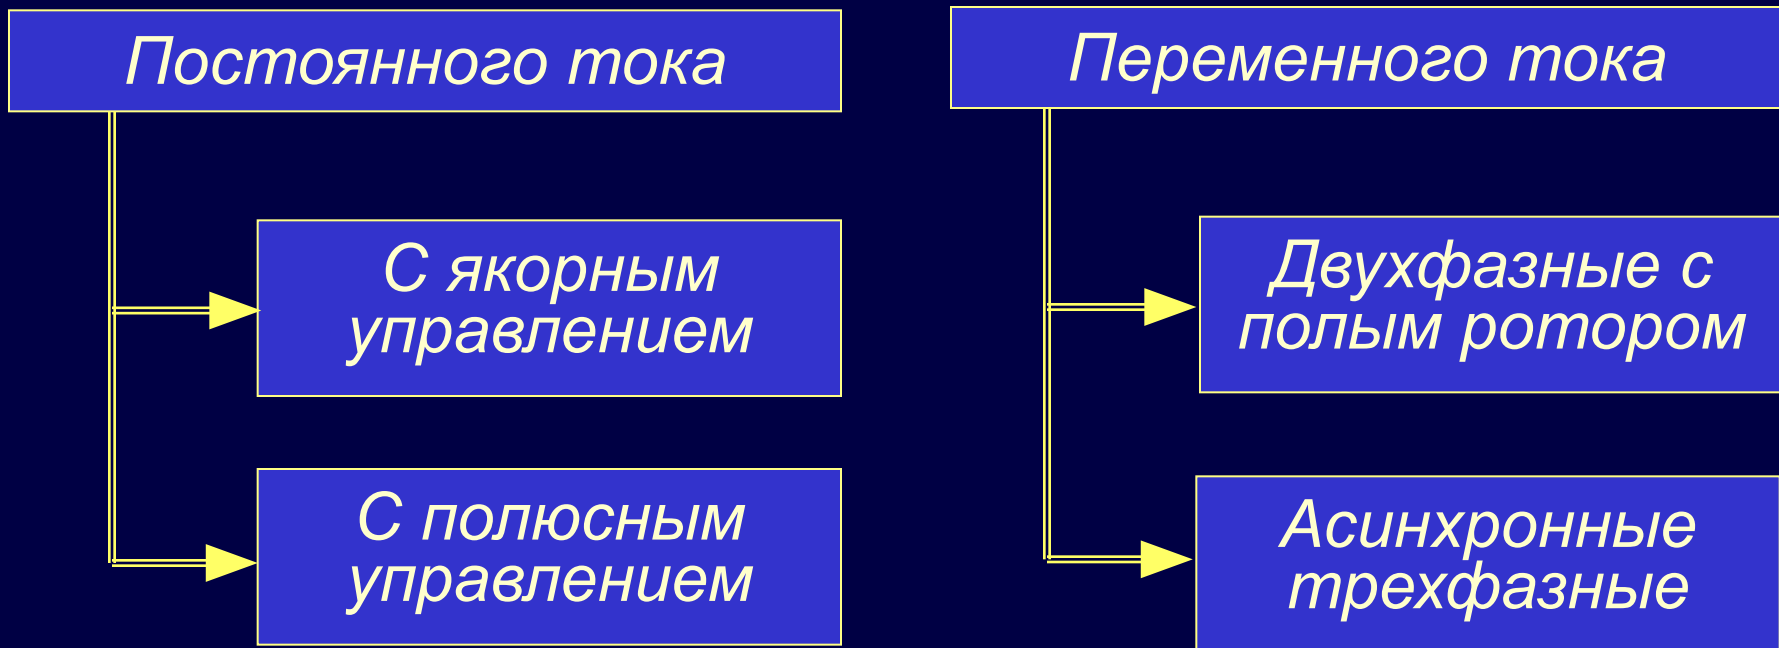 Постоянного тока
С якорным
управлением
С полюсным
управлением
Переменного тока
Двухфазные с
полым ротором
Асинхронные
трехфазные